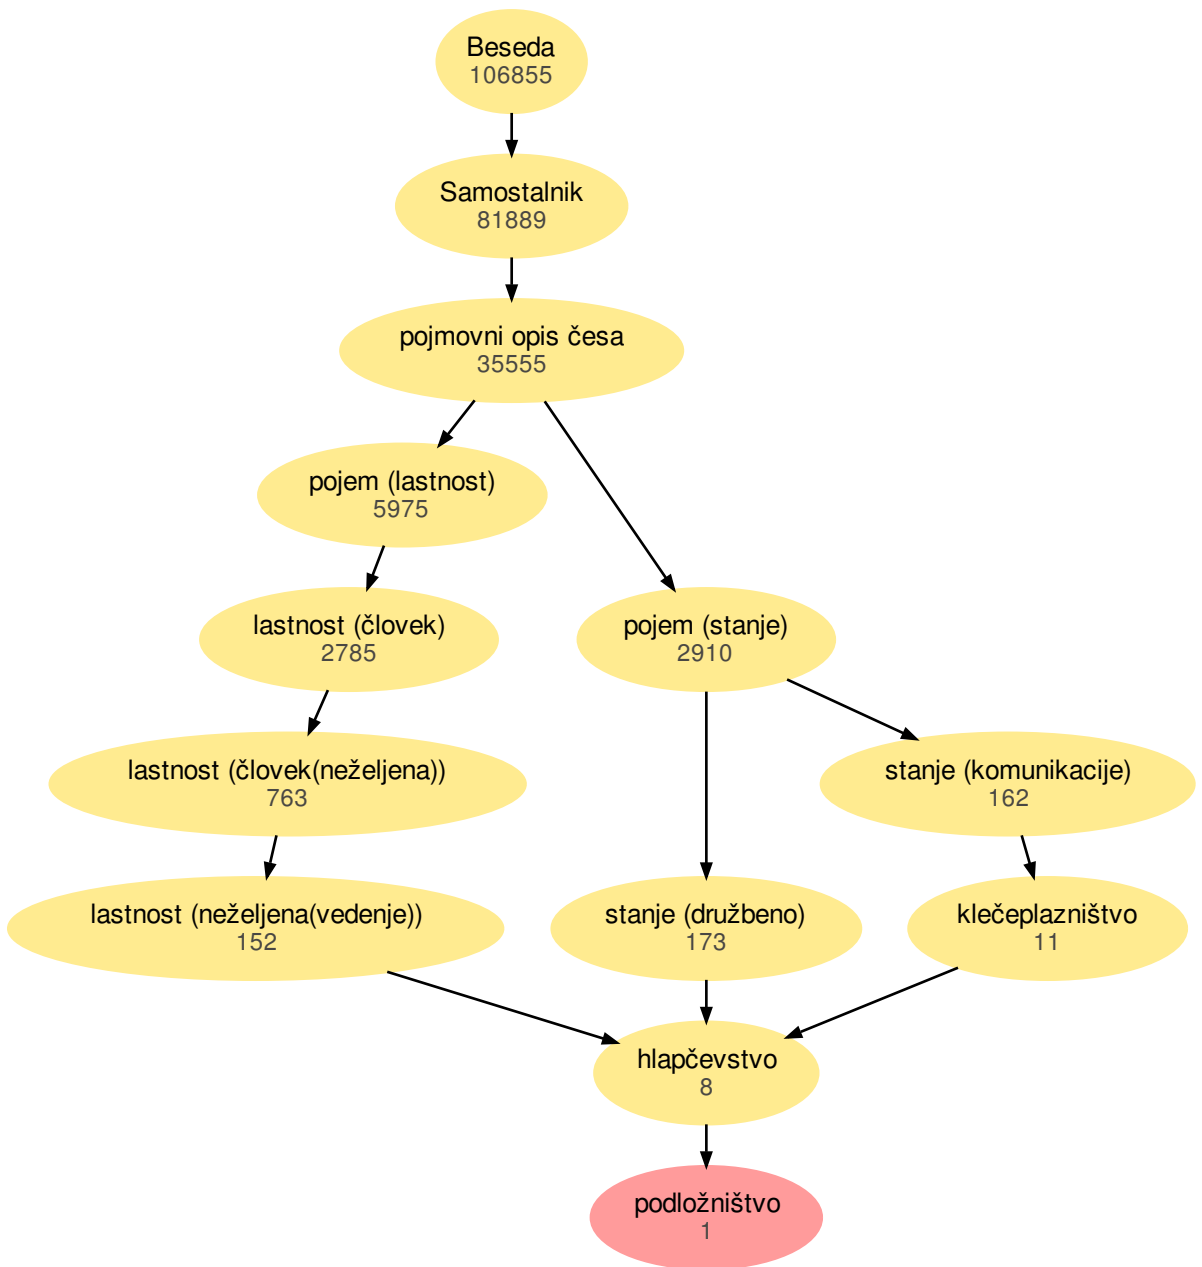 Beseda
106855
Samostalnik
81889
pojmovni opis česa
35555
pojem (lastnost)
5975
lastnost (človek)
2785
pojem (stanje)
2910
lastnost (človek(neželjena))
763
stanje (komunikacije)
162
lastnost (neželjena(vedenje))
152
stanje (družbeno)
173
klečeplazništvo
11
hlapčevstvo
8
podložništvo
1